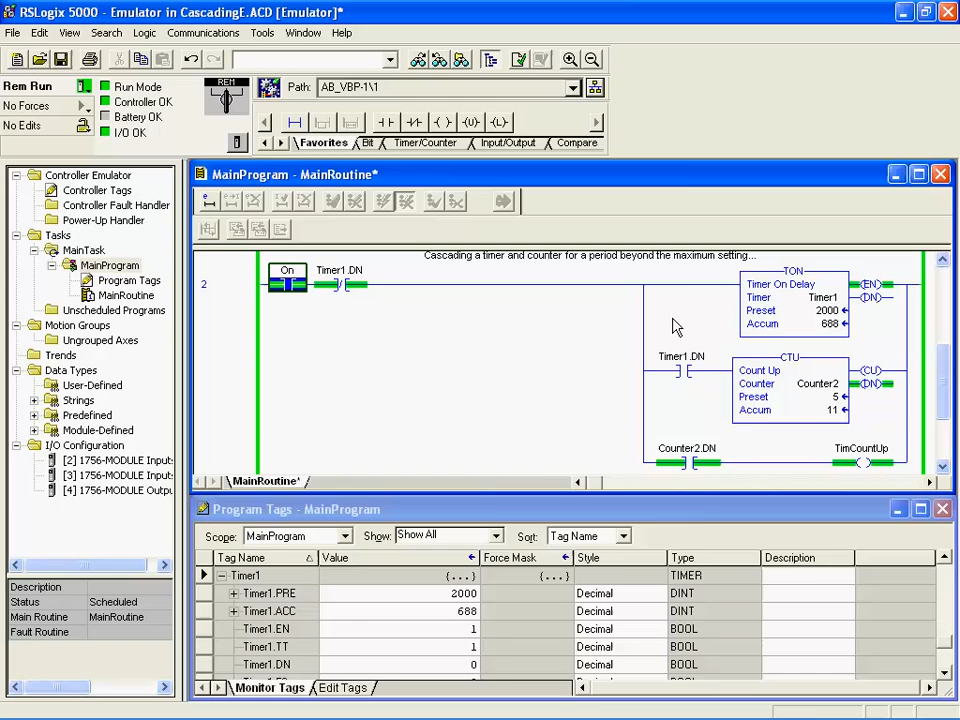 RSLogix 5000 - Emulator in CascadingE.ACD [Emulator]*
File Edit View Search Logic Communications Tools Window Help
Rem Run
No Forces
No Edits
Run Mode
Controller OK
Battery OK
I/O OK
REM
Path: AB_VBP-1\1
Favorites Bit Timer/Counter Input/Output Compare
Controller Emulator
Controller Tags
Controller Fault Handler
Power-Up Handler
Tasks
MainTask
MainProgram
Program Tags
MainRoutine
Unscheduled Programs
Motion Groups
Ungrouped Axes
Trends
Data Types
User-Defined
Strings
Predefined
Module-Defined
I/O Configuration
[2] 1756-MODULE Input:
[3] 1756-MODULE Input:
[4] 1756-MODULE Outpu
Description
Status Scheduled
Main Routine MainRoutine
Fault Routine
MainProgram - MainRoutine*
Cascading a timer and counter for a period beyond the maximum setting...
2
On
Timer1.DN
TON
Timer On Delay
Timer Timer1
Preset 2000
Accum 688
EN
DN
Timer1.DN
CTU
Count Up
Counter Counter2
Preset 5
Accum 11
CU
DN
Counter2.DN
TimCountUp
MainRoutine*
Program Tags - MainProgram
Scope: MainProgram Show: Show All Sort: Tag Name
Tag Name Value Force Mask Style Type Description
Timer1 {...} {...} TIMER
Timer1.PRE 2000 Decimal DINT
Timer1.ACC 688 Decimal DINT
Timer1.EN 1 Decimal BOOL
Timer1.TT 1 Decimal BOOL
Timer1.DN 0 Decimal BOOL
Monitor Tags Edit Tags